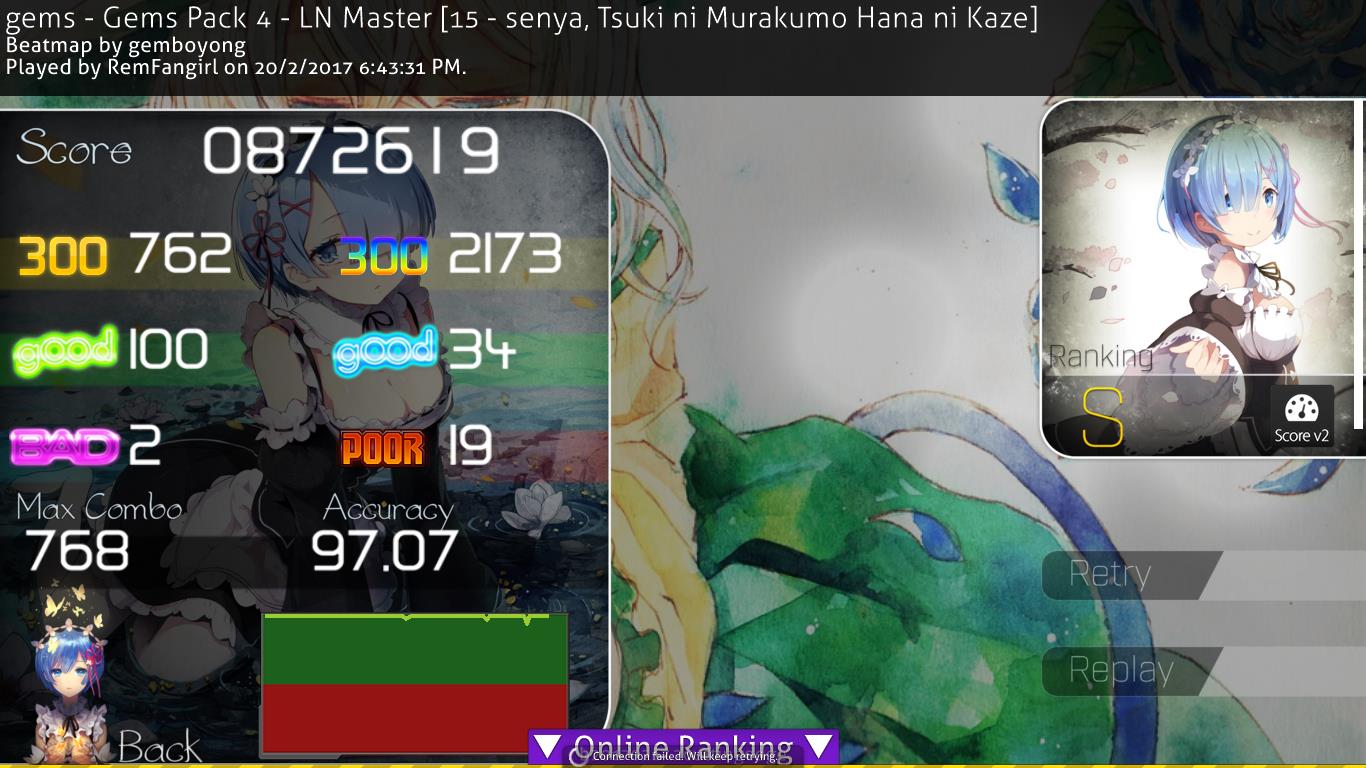 gems - Gems Pack 4 - LN Master [15 - senya, Tsuki ni Murakumo Hana ni Kaze]
Beatmap by gemboyong
Played by RemFangirl on 20/2/2017 6:43:31 PM.
Score 0872619
300 762 300 2173
good 100 good 34
BAD 2 POOR 19
Max Combo Accuracy
768 97.07
Ranking
S
Score v2
Retry
Replay
Back
Online Ranking
Connection failed. Will keep retrying.